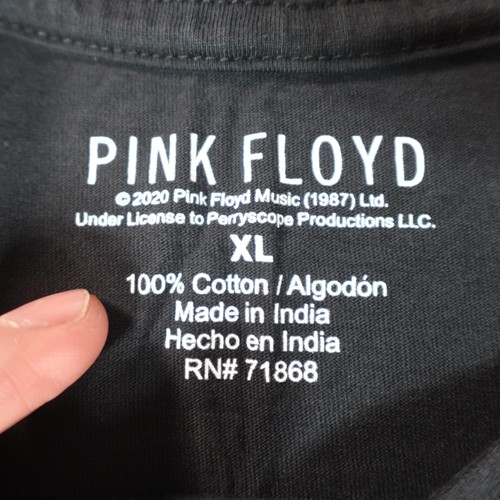 PINK FLOYD
© 2020 Pink Floyd Music (1987) Ltd.
Under License to Perryscope Productions LLC.
XL
100% Cotton / Algodón
Made in India
Hecho en India
RN# 71868